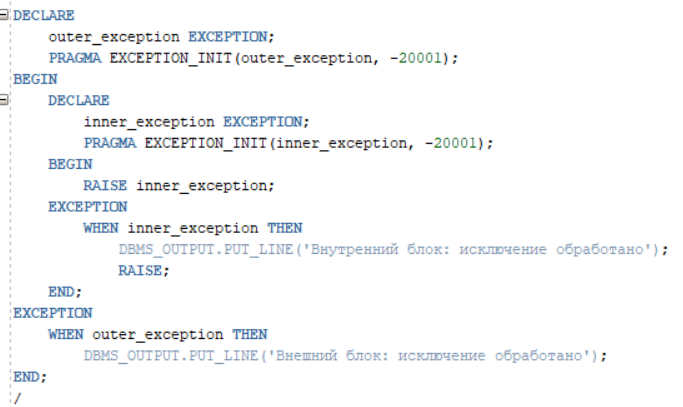 DECLARE
    outer_exception EXCEPTION;
    PRAGMA EXCEPTION_INIT(outer_exception, -20001);
BEGIN
    DECLARE
        inner_exception EXCEPTION;
        PRAGMA EXCEPTION_INIT(inner_exception, -20001);
    BEGIN
        RAISE inner_exception;
    EXCEPTION
        WHEN inner_exception THEN
            DBMS_OUTPUT.PUT_LINE('Внутренний блок: исключение обработано');
            RAISE;
    END;
EXCEPTION
    WHEN outer_exception THEN
        DBMS_OUTPUT.PUT_LINE('Внешний блок: исключение обработано');
END;
/